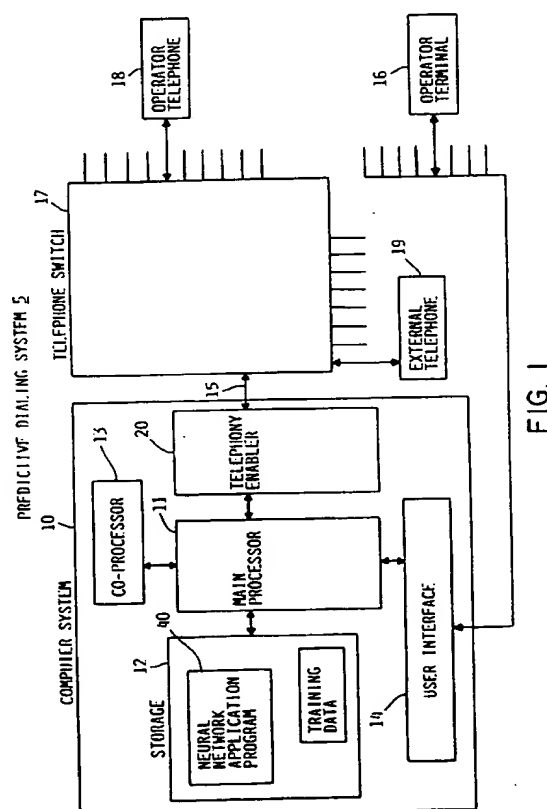 PREDICTIVE DIALING SYSTEM 5
10
COMPUTER SYSTEM
13
CO-PROCESSOR
17
TELEPHONE SWITCH
18
OPERATOR
TELEPHONE
12
STORAGE
40
NEURAL
NETWORK
APPLICATION
PROGRAM
TRAINING
DATA
11
MAIN
PROCESSOR
20
TELEPHONY
ENABLER
15
19
EXTERNAL
TELEPHONE
16
OPERATOR
TERMINAL
14
USER INTERFACE
FIG. 1